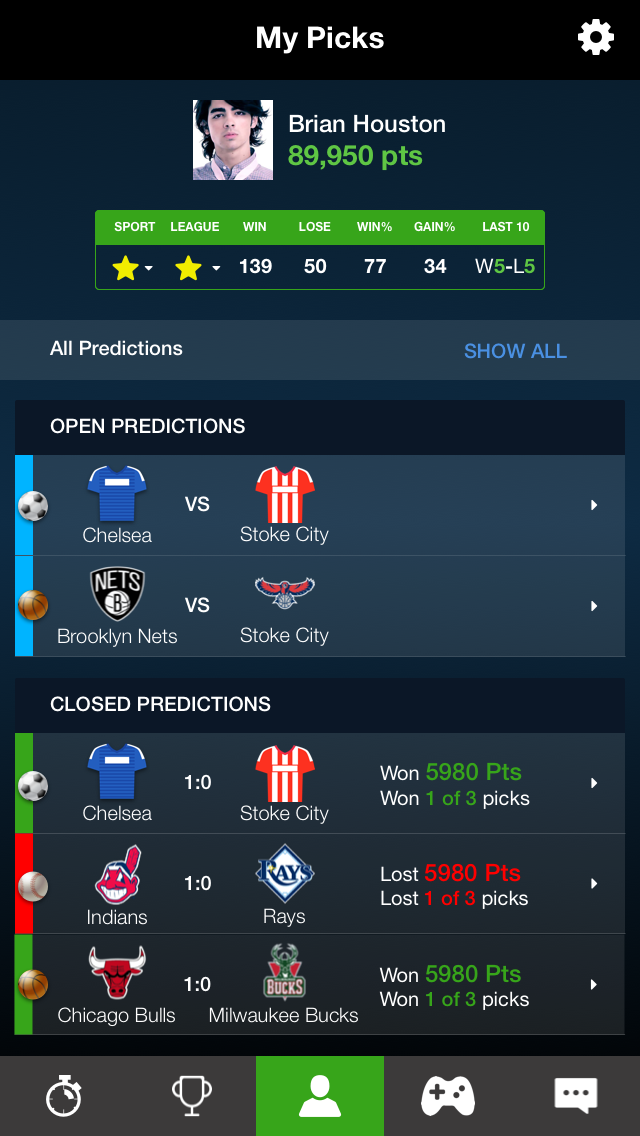 My Picks
Brian Houston
89,950 pts
SPORT LEAGUE WIN LOSE WIN% GAIN% LAST 10
139 50 77 34 W5-L5
All Predictions SHOW ALL
OPEN PREDICTIONS
VS
Chelsea Stoke City
NETS
B
VS
Brooklyn Nets Stoke City
CLOSED PREDICTIONS
1:0
Chelsea Stoke City
Won 5980 Pts
Won 1 of 3 picks
RAYS
1:0
Indians Rays
Lost 5980 Pts
Lost 1 of 3 picks
BUCKS
1:0
Chicago Bulls Milwaukee Bucks
Won 5980 Pts
Won 1 of 3 picks